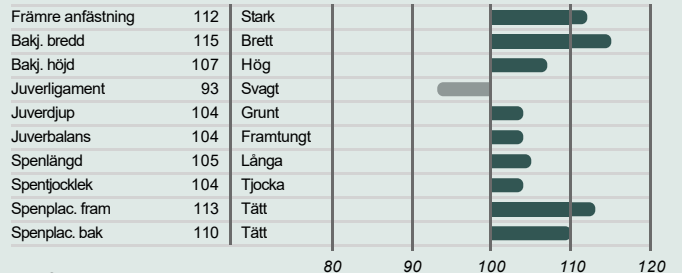 Främre anfästning 112 Stark
Bakj. bredd 115 Brett
Bakj. höjd 107 Hög
Juverligament 93 Svagt
Juverdjup 104 Grunt
Juverbalans 104 Framtungt
Spenlängd 105 Långa
Spentjocklek 104 Tjocka
Spenplac. fram 113 Tätt
Spenplac. bak 110 Tätt
80 90 100 110 120